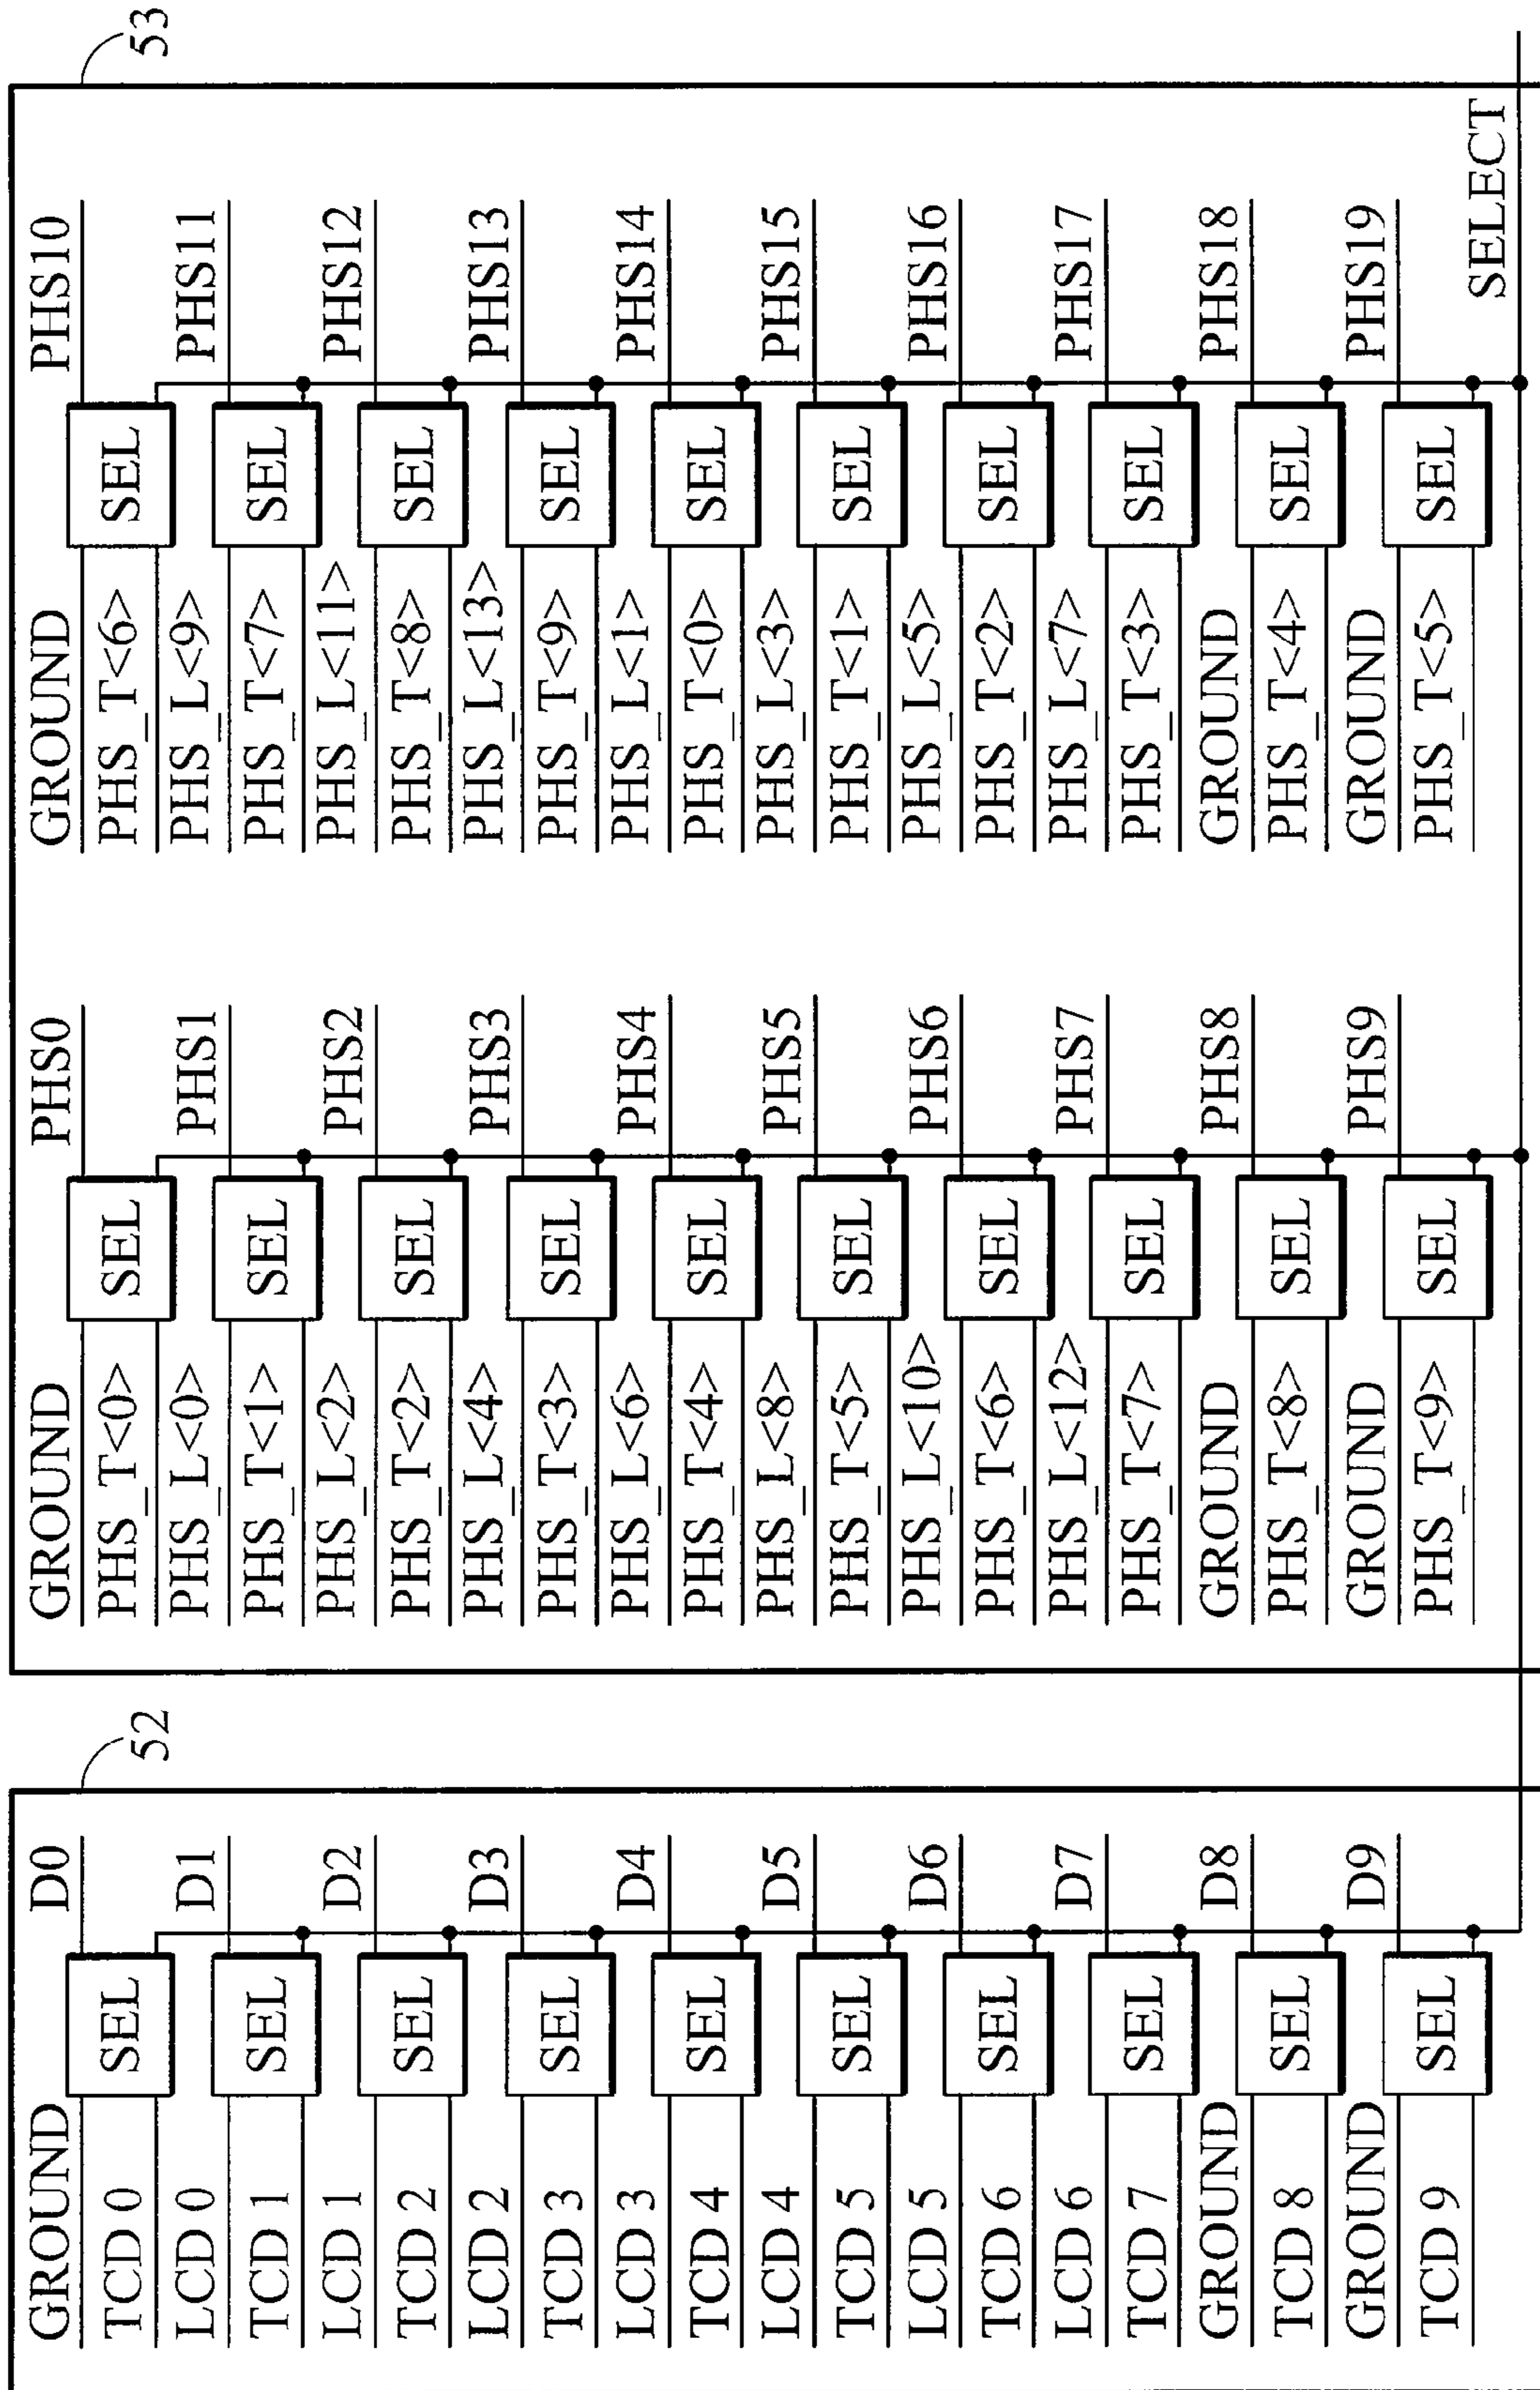 52
GROUND
TCD 0
SEL
D0
LCD 0
TCD 1
SEL
D1
LCD 1
TCD 2
SEL
D2
LCD 2
TCD 3
SEL
D3
LCD 3
TCD 4
SEL
D4
LCD 4
TCD 5
SEL
D5
LCD 5
TCD 6
SEL
D6
LCD 6
TCD 7
SEL
D7
GROUND
TCD 8
SEL
D8
GROUND
TCD 9
SEL
D9
53
GROUND
PHS_T<0>
SEL
PHS0
PHS_L<0>
PHS_T<1>
SEL
PHS1
PHS_L<2>
PHS_T<2>
SEL
PHS2
PHS_L<4>
PHS_T<3>
SEL
PHS3
PHS_L<6>
PHS_T<4>
SEL
PHS4
PHS_L<8>
PHS_T<5>
SEL
PHS5
PHS_L<10>
PHS_T<6>
SEL
PHS6
PHS_L<12>
PHS_T<7>
SEL
PHS7
GROUND
PHS_T<8>
SEL
PHS8
GROUND
PHS_T<9>
SEL
PHS9
GROUND
PHS_T<6>
SEL
PHS10
PHS_L<9>
PHS_T<7>
SEL
PHS11
PHS_L<11>
PHS_T<8>
SEL
PHS12
PHS_L<13>
PHS_T<9>
SEL
PHS13
PHS_L<1>
PHS_T<0>
SEL
PHS14
PHS_L<3>
PHS_T<1>
SEL
PHS15
PHS_L<5>
PHS_T<2>
SEL
PHS16
PHS_L<7>
PHS_T<3>
SEL
PHS17
GROUND
PHS_T<4>
SEL
PHS18
GROUND
PHS_T<5>
SEL
PHS19
SELECT